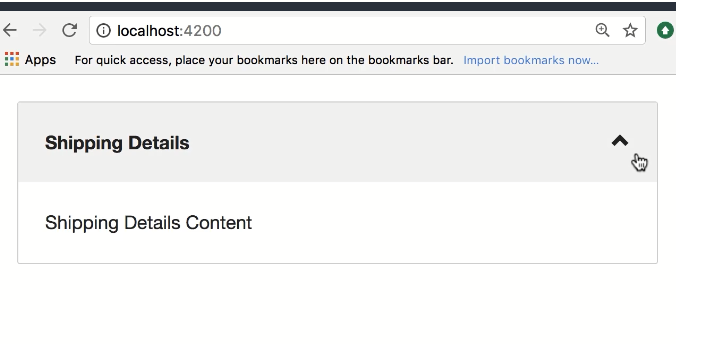 localhost:4200
Apps For quick access, place your bookmarks here on the bookmarks bar. Import bookmarks now...
Shipping Details
Shipping Details Content